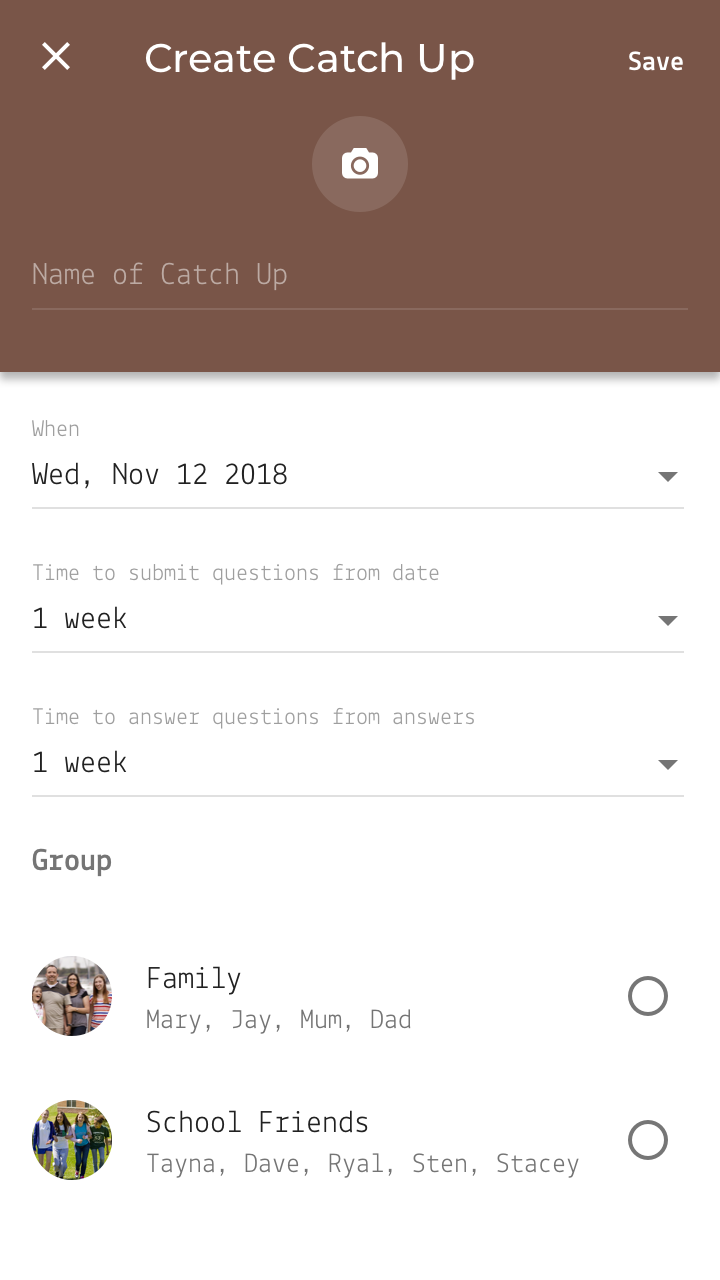 Create Catch Up
Save
Name of Catch Up
When
Wed, Nov 12 2018
Time to submit questions from date
1 week
Time to answer questions from answers
1 week
Group
Family
Mary, Jay, Mum, Dad
School Friends
Tayna, Dave, Ryal, Sten, Stacey